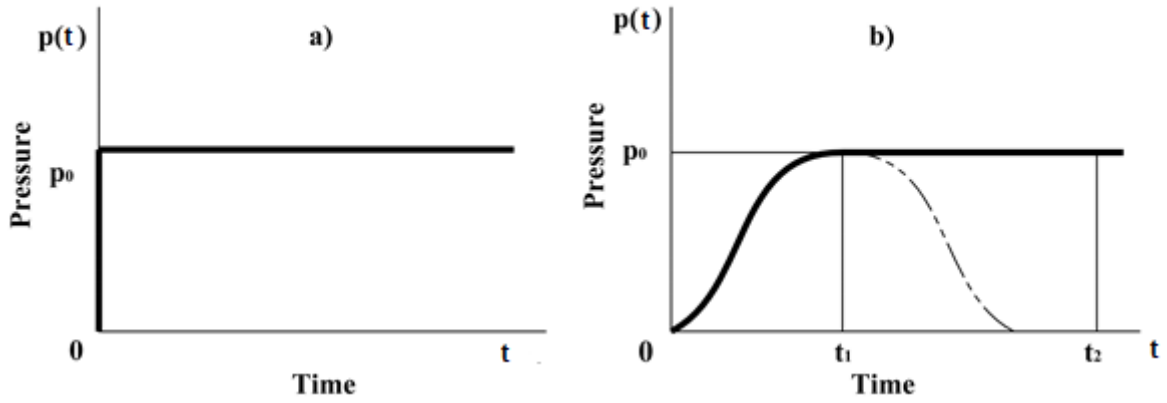 p(t)
a)
Pressure
p₀
0
t
Time
p(t)
b)
Pressure
p₀
0
t₁
t₂
t
Time